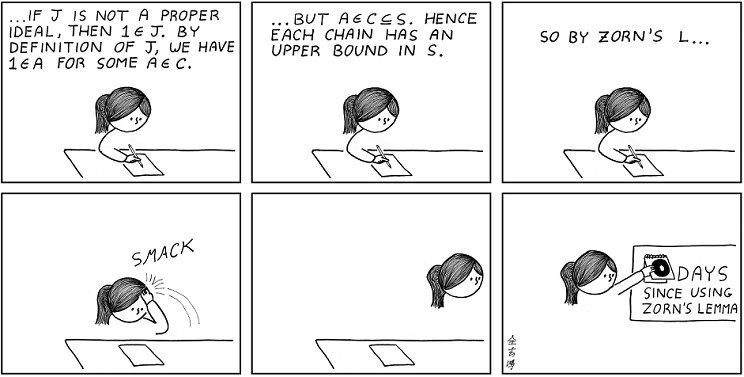 ...IF J IS NOT A PROPER
IDEAL, THEN 1∈J. BY
DEFINITION OF J, WE HAVE
1∈A FOR SOME A∈C.
...BUT A∈C⊆S. HENCE
EACH CHAIN HAS AN
UPPER BOUND IN S.
SO BY ZORN'S L...
SMACK
0 DAYS
SINCE USING
ZORN'S LEMMA